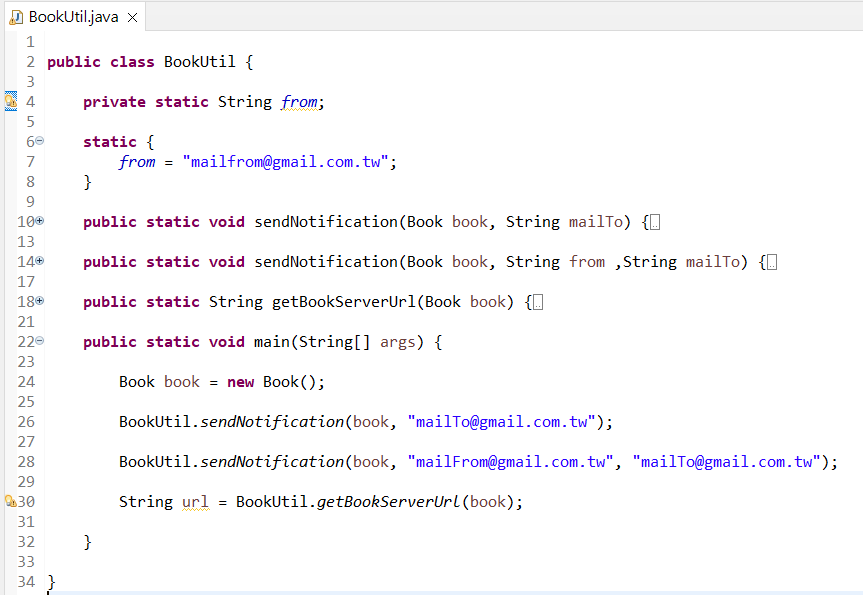 BookUtil.java
1
2 public class BookUtil {
3
4     private static String from;
5
6     static {
7         from = "mailfrom@gmail.com.tw";
8     }
9
10     public static void sendNotification(Book book, String mailTo) {
13
14     public static void sendNotification(Book book, String from ,String mailTo) {
17
18     public static String getBookServerUrl(Book book) {
21
22     public static void main(String[] args) {
23
24         Book book = new Book();
25
26         BookUtil.sendNotification(book, "mailTo@gmail.com.tw");
27
28         BookUtil.sendNotification(book, "mailFrom@gmail.com.tw", "mailTo@gmail.com.tw");
29
30         String url = BookUtil.getBookServerUrl(book);
31
32     }
33
34 }